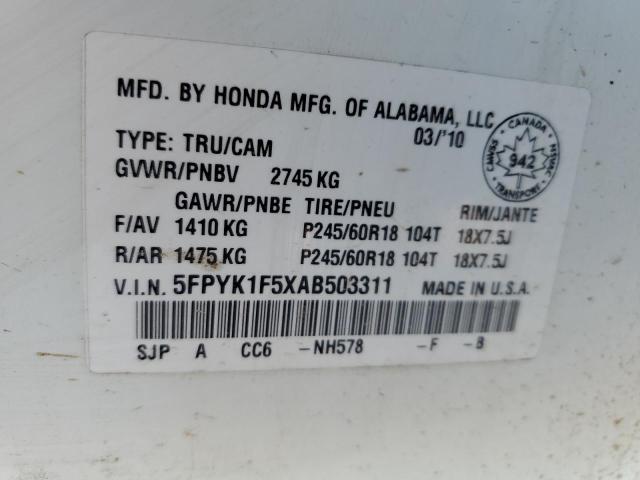 MFD. BY HONDA MFG. OF ALABAMA, LLC
TYPE: TRU/CAM 03/'10
GVWR/PNBV 2745 KG
CANADA
CMVSS 942 NSVAC
TRANSPORT
GAWR/PNBE TIRE/PNEU RIM/JANTE
F/AV 1410 KG P245/60R18 104T 18X7.5J
R/AR 1475 KG P245/60R18 104T 18X7.5J
V.I.N. 5FPYK1F5XAB503311 MADE IN U.S.A.
SJP A CC6 -NH578 -F -B